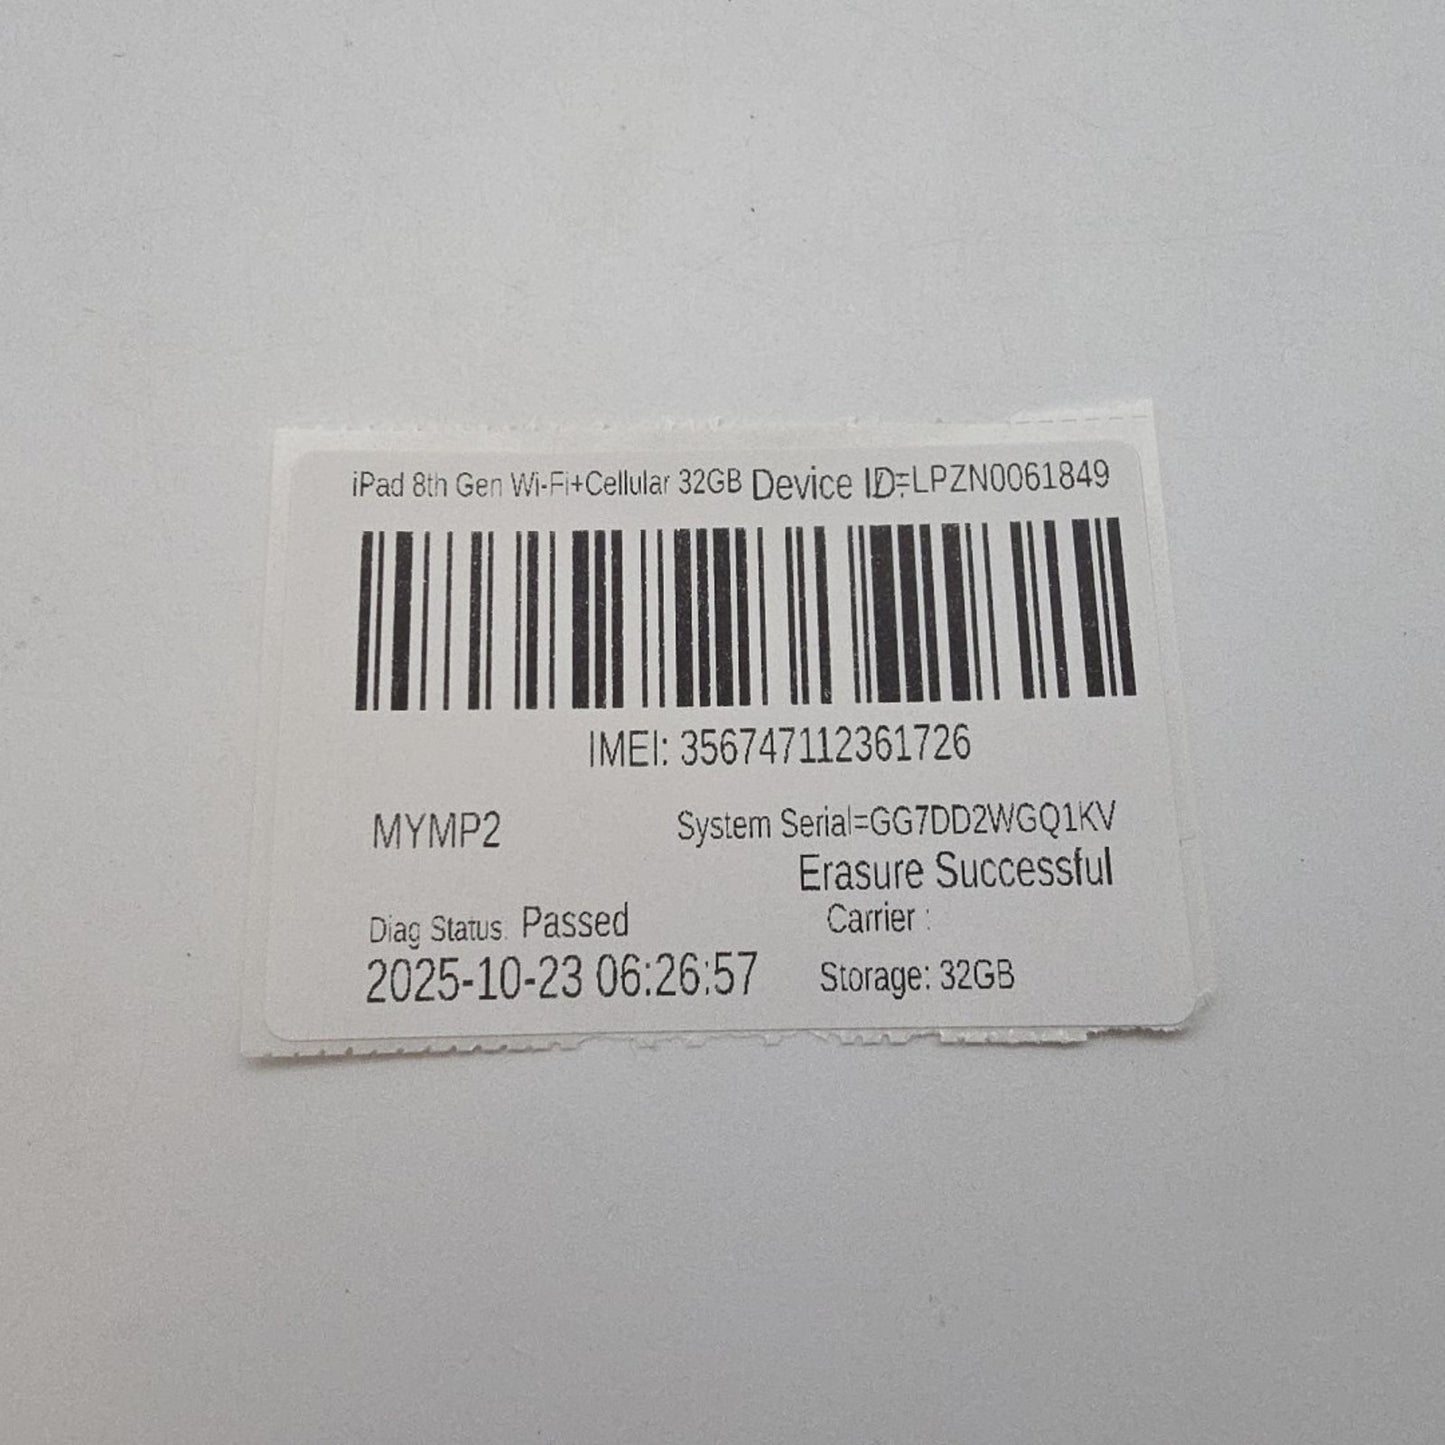 iPad 8th Gen Wi-Fi+Cellular 32GB Device ID=LPZN0061849
IMEI: 356747112361726
MYMP2 System Serial=GG7DD2WGQ1KV
Erasure Successful
Diag Status: Passed Carrier :
2025-10-23 06:26:57 Storage: 32GB